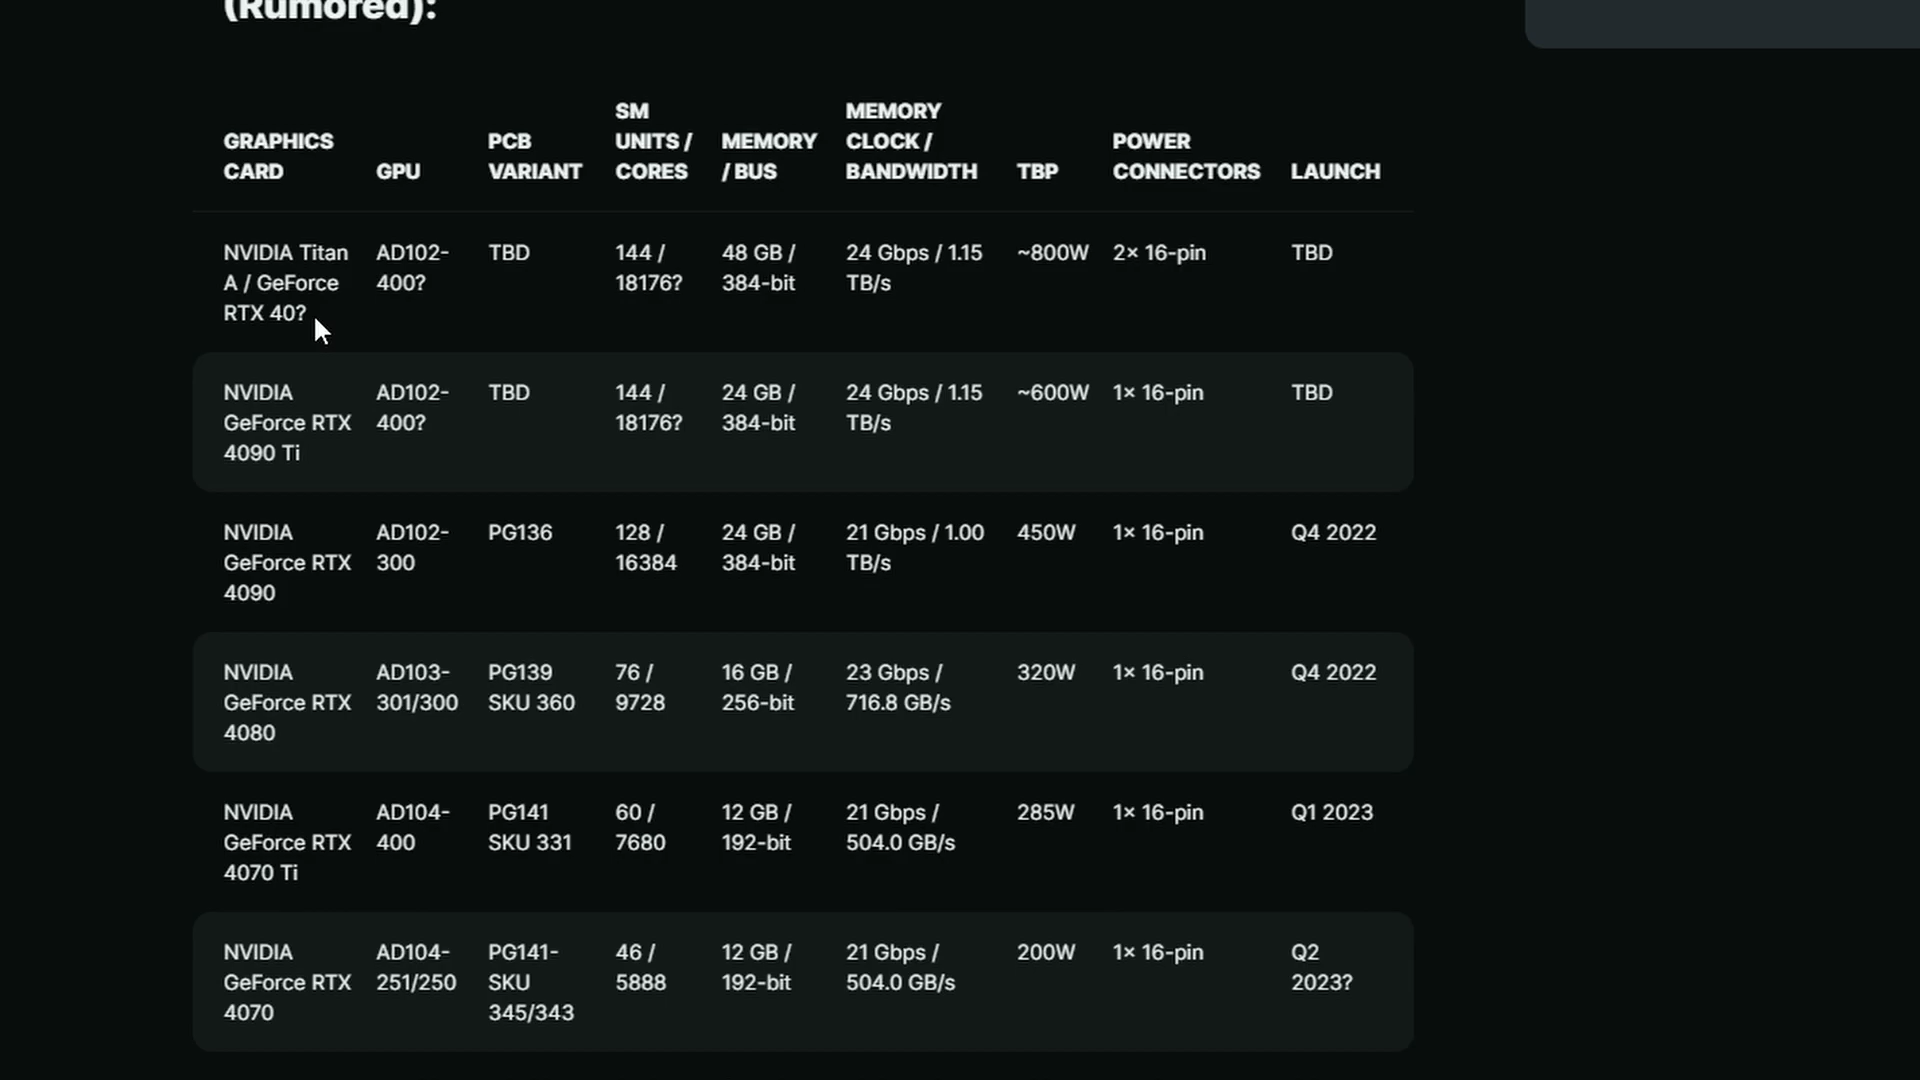 (Rumored):
GRAPHICS CARD GPU PCB VARIANT SM UNITS / CORES MEMORY / BUS MEMORY CLOCK / BANDWIDTH TBP POWER CONNECTORS LAUNCH
NVIDIA Titan A / GeForce RTX 40? AD102-400? TBD 144 / 18176? 48 GB / 384-bit 24 Gbps / 1.15 TB/s ~800W 2× 16-pin TBD
NVIDIA GeForce RTX 4090 Ti AD102-400? TBD 144 / 18176? 24 GB / 384-bit 24 Gbps / 1.15 TB/s ~600W 1× 16-pin TBD
NVIDIA GeForce RTX 4090 AD102-300 PG136 128 / 16384 24 GB / 384-bit 21 Gbps / 1.00 TB/s 450W 1× 16-pin Q4 2022
NVIDIA GeForce RTX 4080 AD103-301/300 PG139 SKU 360 76 / 9728 16 GB / 256-bit 23 Gbps / 716.8 GB/s 320W 1× 16-pin Q4 2022
NVIDIA GeForce RTX 4070 Ti AD104-400 PG141 SKU 331 60 / 7680 12 GB / 192-bit 21 Gbps / 504.0 GB/s 285W 1× 16-pin Q1 2023
NVIDIA GeForce RTX 4070 AD104-251/250 PG141-SKU 345/343 46 / 5888 12 GB / 192-bit 21 Gbps / 504.0 GB/s 200W 1× 16-pin Q2 2023?